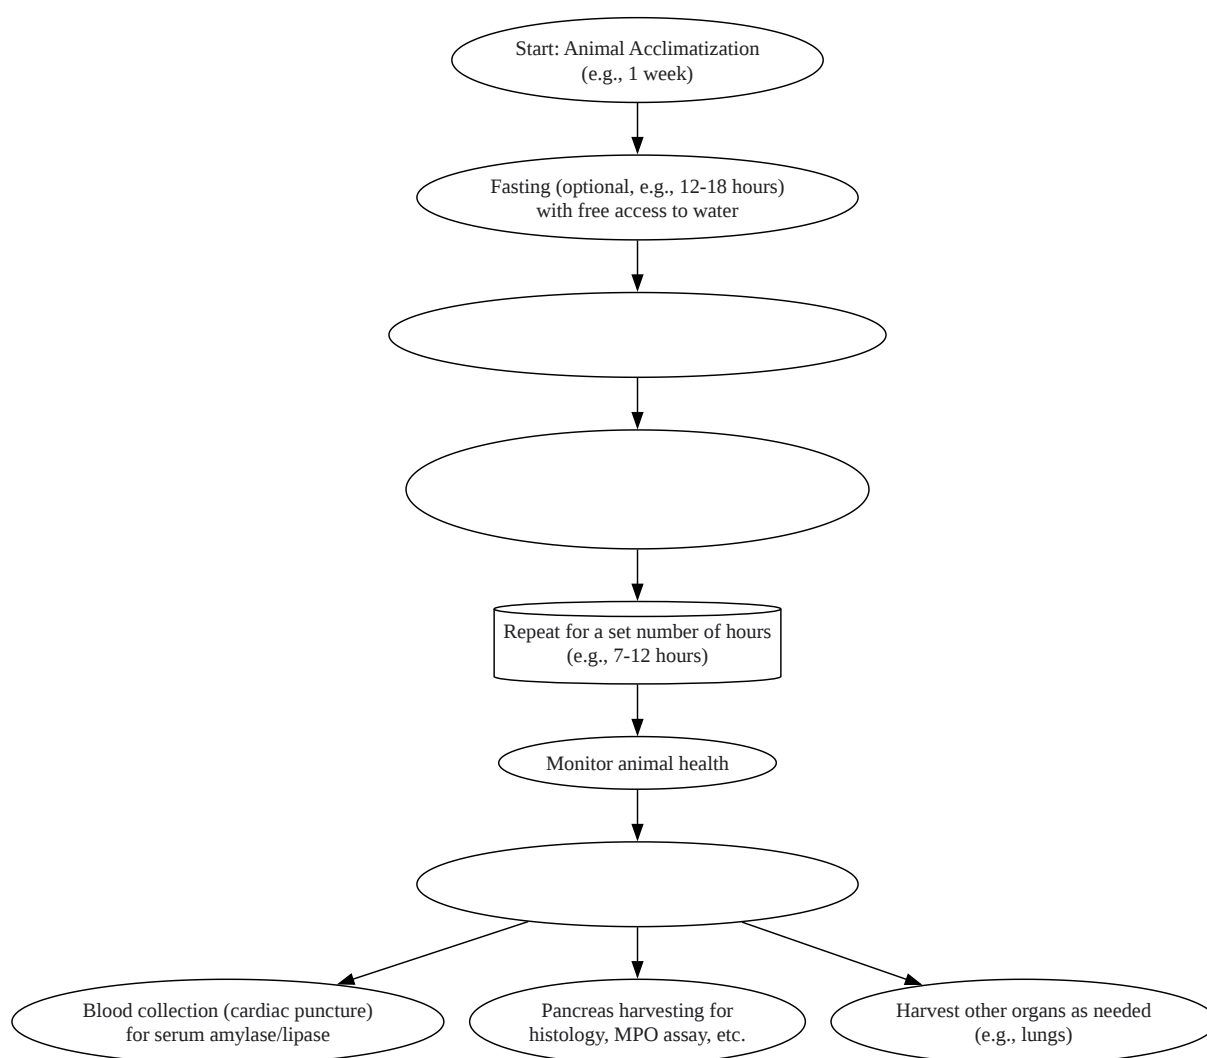 Start: Animal Acclimatization
(e.g., 1 week)
Fasting (optional, e.g., 12-18 hours)
with free access to water
Repeat for a set number of hours
(e.g., 7-12 hours)
Monitor animal health
Blood collection (cardiac puncture)
for serum amylase/lipase
Pancreas harvesting for
histology, MPO assay, etc.
Harvest other organs as needed
(e.g., lungs)